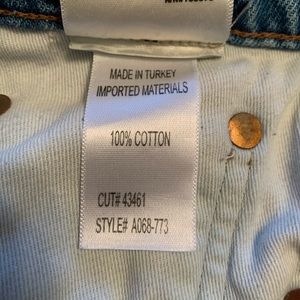 MADE IN TURKEY
IMPORTED MATERIALS
100% COTTON
CUT# 43461
STYLE# A068-773